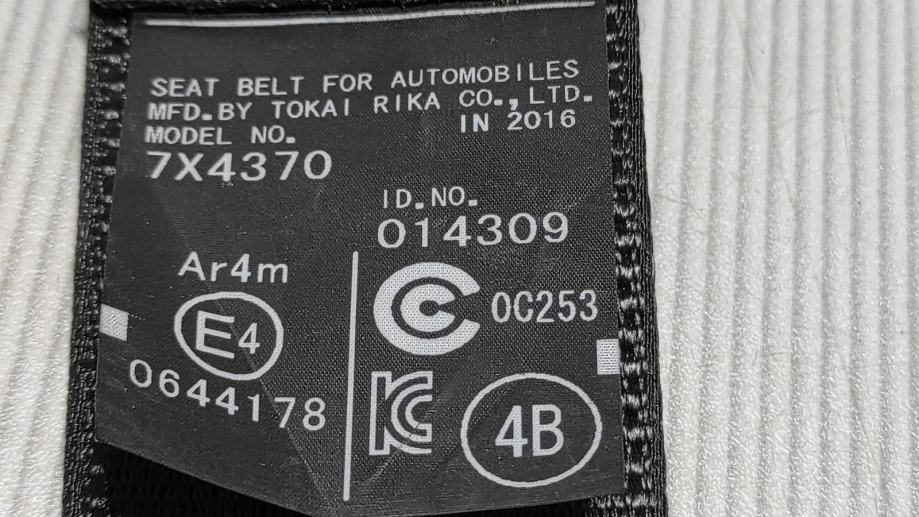 SEAT BELT FOR AUTOMOBILES
MFD.BY TOKAI RIKA CO.,LTD.
MODEL NO. IN 2016
7X4370
ID.NO.
014309
Ar4m
E4
0644178
0C253
KC
4B